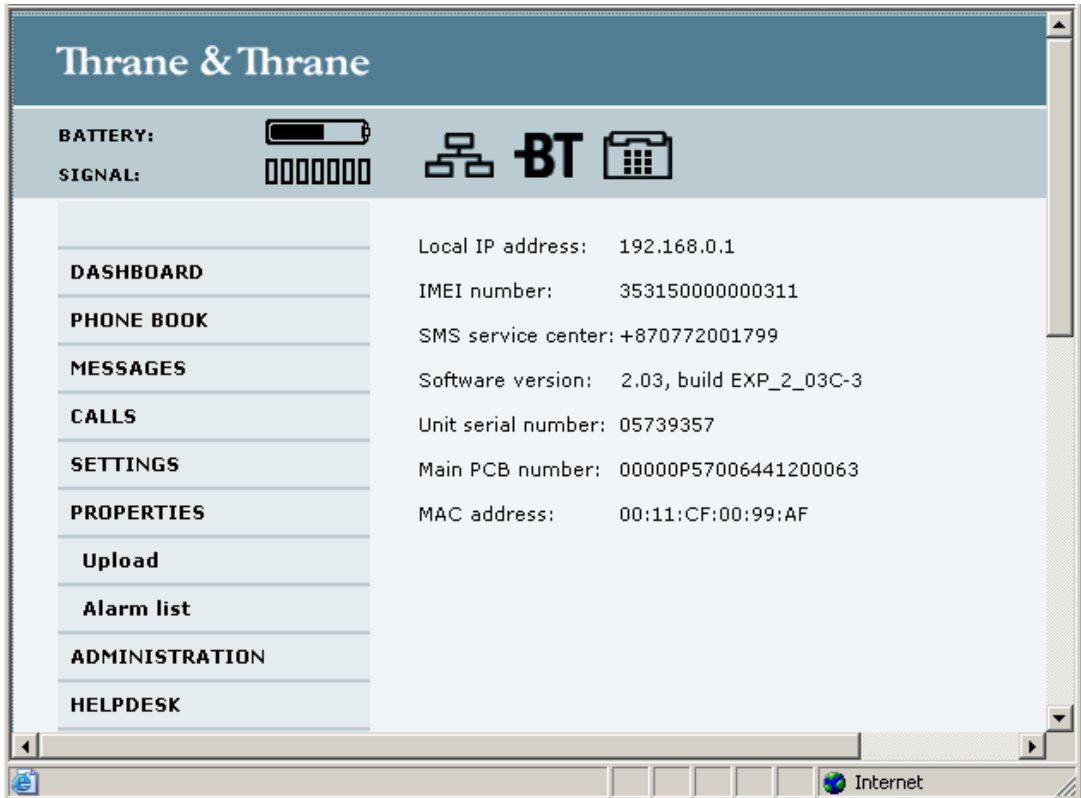 Thrane & Thrane
BATTERY:
SIGNAL:
BT
DASHBOARD
PHONE BOOK
MESSAGES
CALLS
SETTINGS
PROPERTIES
Upload
Alarm list
ADMINISTRATION
HELPDESK
Local IP address: 192.168.0.1
IMEI number: 353150000000311
SMS service center: +870772001799
Software version: 2.03, build EXP_2_03C-3
Unit serial number: 05739357
Main PCB number: 00000P57006441200063
MAC address: 00:11:CF:00:99:AF
Internet